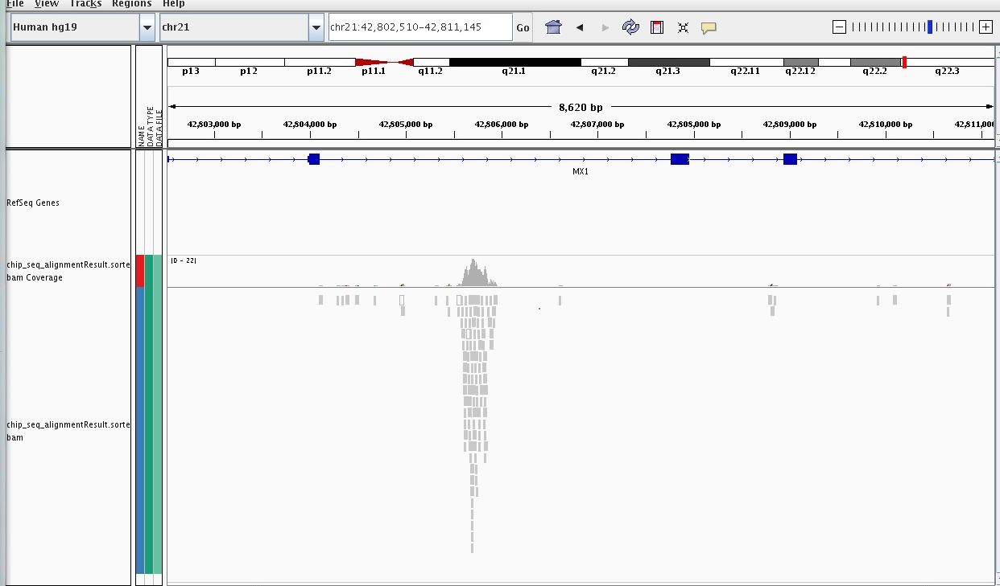 File View Tracks Regions Help
Human hg19 chr21 chr21:42,802,510-42,811,145 Go
p13 p12 p11.2 p11.1 q11.2 q21.1 q21.2 q21.3 q22.11 q22.12 q22.2 q22.3
8,620 bp
NAME
DATA TYPE
DATA FILE
42,803,000 bp 42,804,000 bp 42,805,000 bp 42,806,000 bp 42,807,000 bp 42,808,000 bp 42,809,000 bp 42,810,000 bp 42,811,0
MX1
RefSeq Genes
[0 - 22]
chip_seq_alignmentResult.sorte
bam Coverage
chip_seq_alignmentResult.sorte
bam